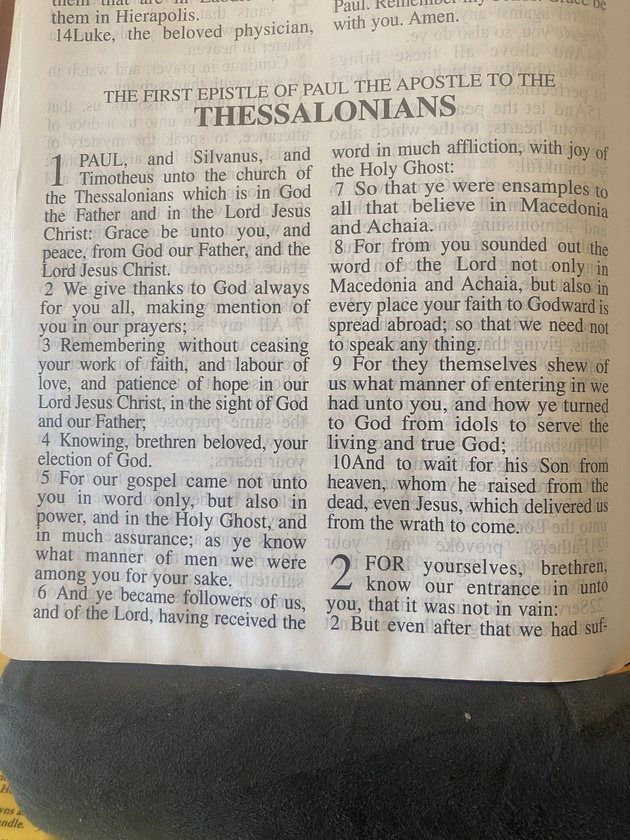 them in Hierapolis.
14Luke, the beloved physician,
with you. Amen.
THE FIRST EPISTLE OF PAUL THE APOSTLE TO THE
THESSALONIANS
1 PAUL, and Silvanus, and
Timotheus unto the church of
the Thessalonians which is in God
the Father and in the Lord Jesus
Christ: Grace be unto you, and
peace, from God our Father, and the
Lord Jesus Christ.
2 We give thanks to God always
for you all, making mention of
you in our prayers;
3 Remembering without ceasing
your work of faith, and labour of
love, and patience of hope in our
Lord Jesus Christ, in the sight of God
and our Father;
4 Knowing, brethren beloved, your
election of God.
5 For our gospel came not unto
you in word only, but also in
power, and in the Holy Ghost, and
in much assurance; as ye know
what manner of men we were
among you for your sake.
6 And ye became followers of us,
and of the Lord, having received the
word in much affliction, with joy of
the Holy Ghost:
7 So that ye were ensamples to
all that believe in Macedonia
and Achaia.
8 For from you sounded out the
word of the Lord not only in
Macedonia and Achaia, but also in
every place your faith to Godward is
spread abroad; so that we need not
to speak any thing.
9 For they themselves shew of
us what manner of entering in we
had unto you, and how ye turned
to God from idols to serve the
living and true God;
10And to wait for his Son from
heaven, whom he raised from the
dead, even Jesus, which delivered us
from the wrath to come.
2 FOR yourselves, brethren,
know our entrance in unto
you, that it was not in vain:
2 But even after that we had suf-